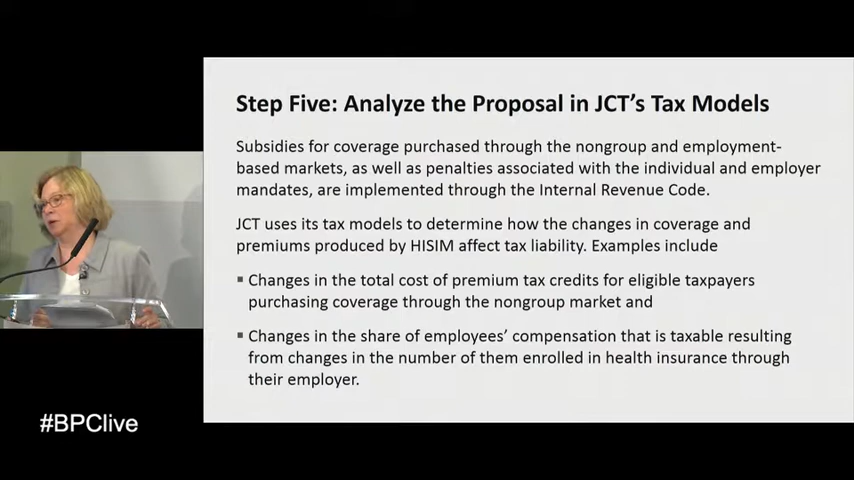 Step Five: Analyze the Proposal in JCT's Tax Models
Subsidies for coverage purchased through the nongroup and employment-
based markets, as well as penalties associated with the individual and employer
mandates, are implemented through the Internal Revenue Code.
JCT uses its tax models to determine how the changes in coverage and
premiums produced by HISIM affect tax liability. Examples include
▪ Changes in the total cost of premium tax credits for eligible taxpayers
purchasing coverage through the nongroup market and
▪ Changes in the share of employees' compensation that is taxable resulting
from changes in the number of them enrolled in health insurance through
their employer.
#BPClive